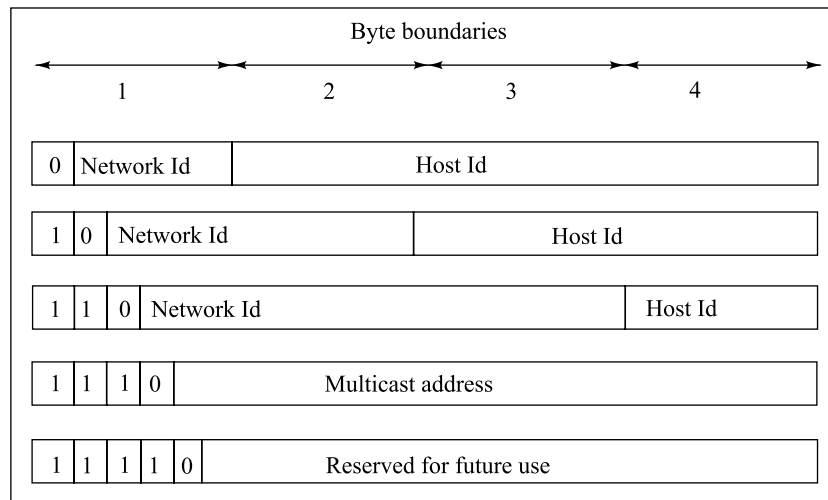 Byte boundaries
1 2 3 4
0 Network Id Host Id
1 0 Network Id Host Id
1 1 0 Network Id Host Id
1 1 1 0 Multicast address
1 1 1 1 0 Reserved for future use